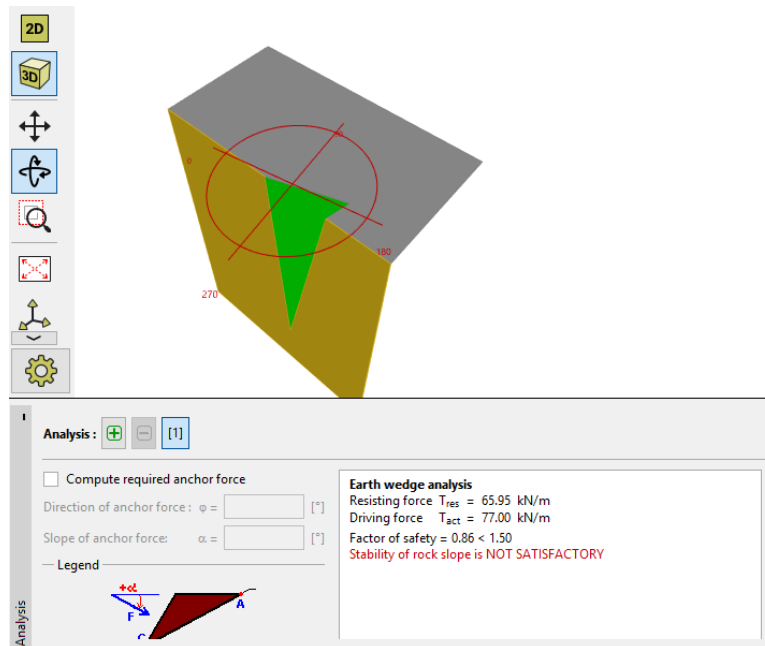 2D
3D
90
0
180
270
Analysis :
[1]
Compute required anchor force
Direction of anchor force : φ =
[°]
Slope of anchor force: α =
[°]
Legend
+α
F
A
C
Analysis
Earth wedge analysis
Resisting force Tres = 65.95 kN/m
Driving force Tact = 77.00 kN/m
Factor of safety = 0.86 < 1.50
Stability of rock slope is NOT SATISFACTORY